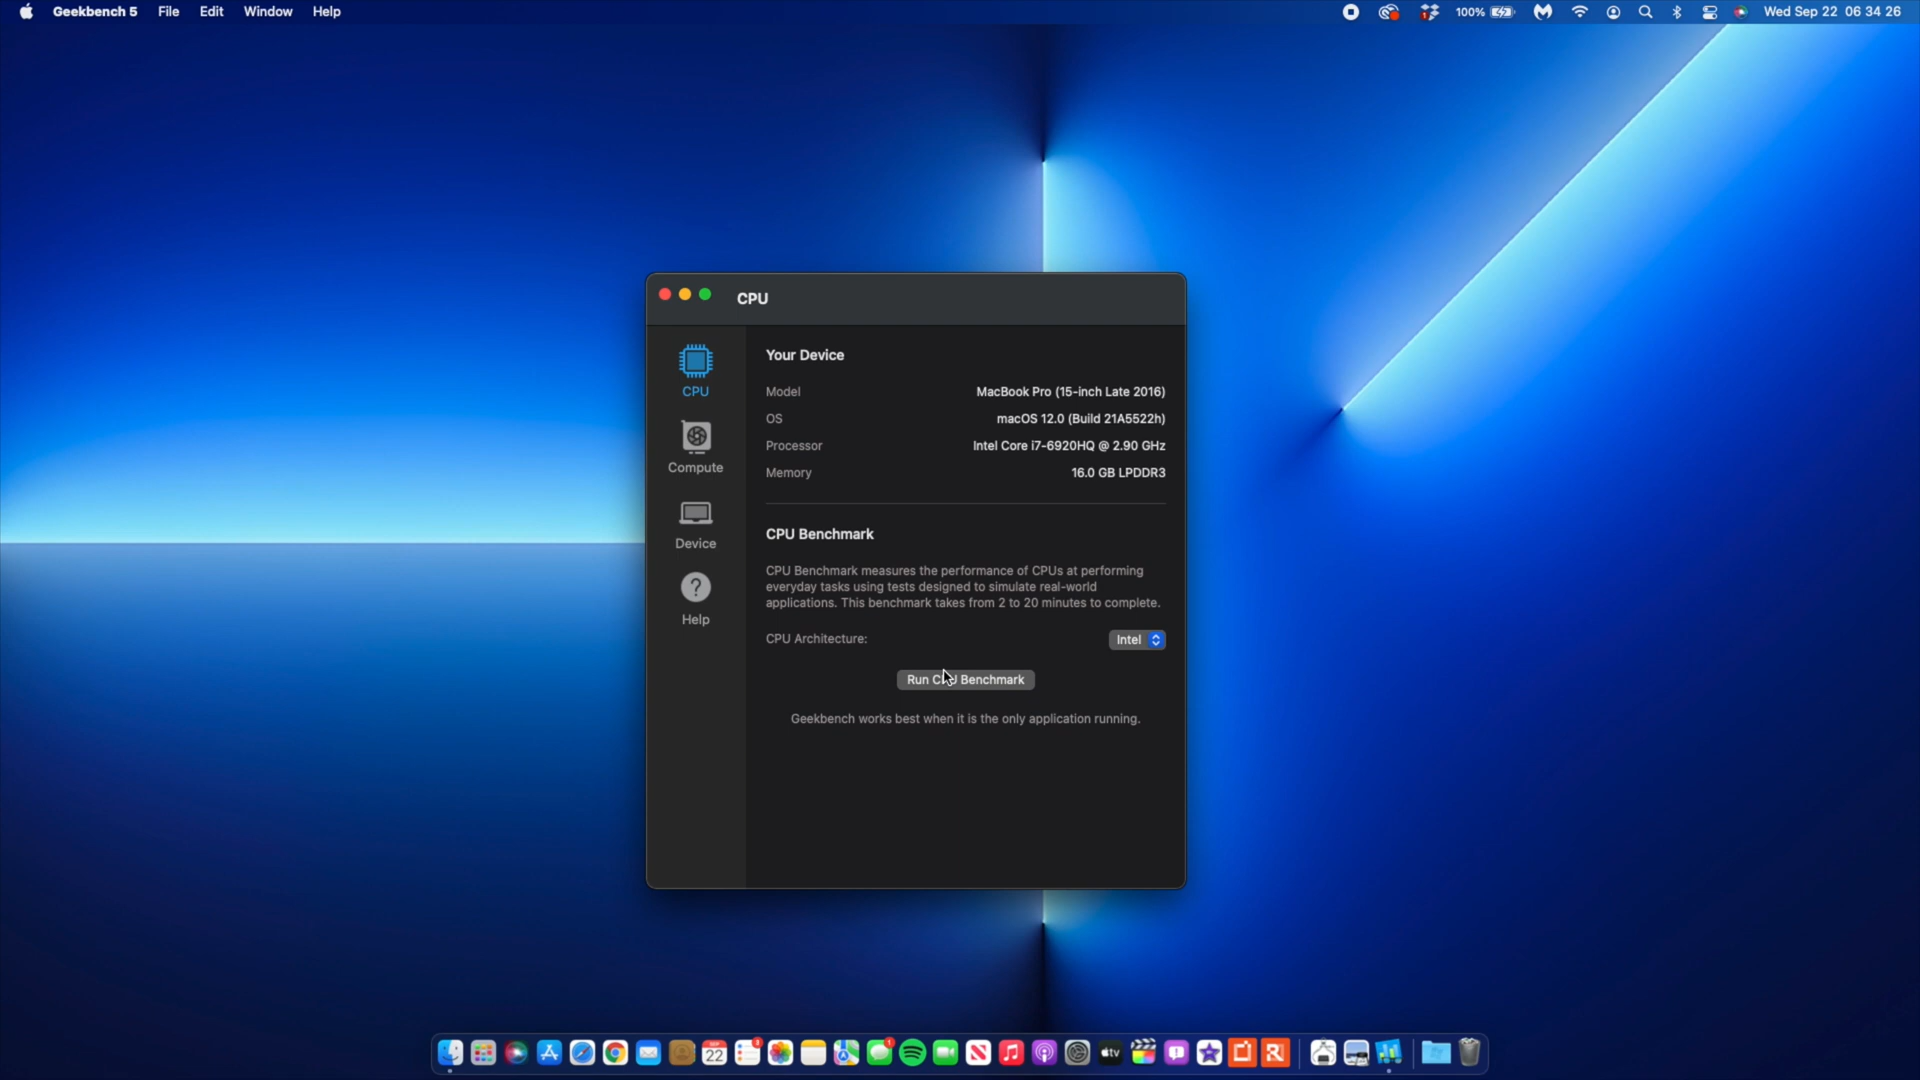 Geekbench 5 File Edit Window Help
100% Wed Sep 22 06 34 26
CPU
CPU
Compute
Device
Help
Your Device
Model MacBook Pro (15-inch Late 2016)
OS macOS 12.0 (Build 21A5522h)
Processor Intel Core i7-6920HQ @ 2.90 GHz
Memory 16.0 GB LPDDR3
CPU Benchmark
CPU Benchmark measures the performance of CPUs at performing
everyday tasks using tests designed to simulate real-world
applications. This benchmark takes from 2 to 20 minutes to complete.
CPU Architecture: Intel
Run CPU Benchmark
Geekbench works best when it is the only application running.
22
tv